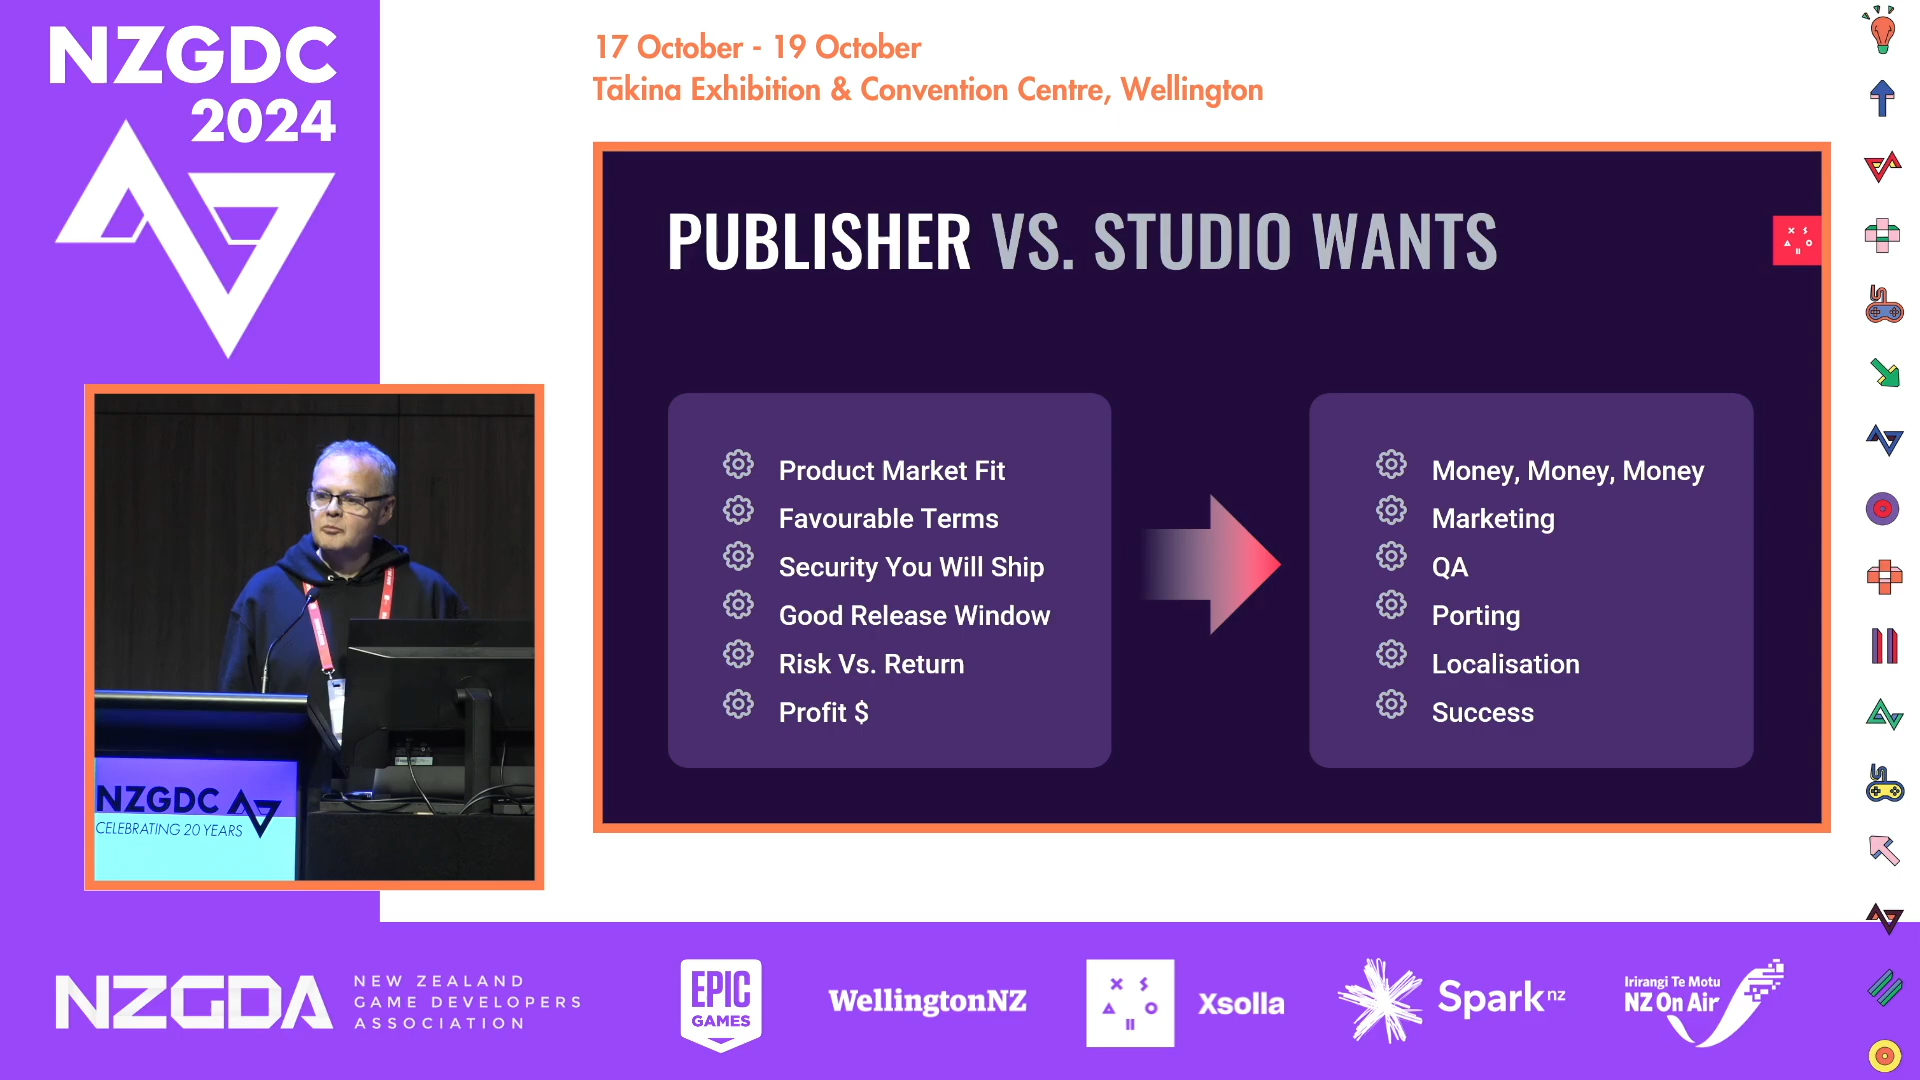 NZGDC
2024
17 October - 19 October
Tākina Exhibition & Convention Centre, Wellington
PUBLISHER VS. STUDIO WANTS
Product Market Fit
Favourable Terms
Security You Will Ship
Good Release Window
Risk Vs. Return
Profit $
Money, Money, Money
Marketing
QA
Porting
Localisation
Success
NZGDC
CELEBRATING 20 YEARS
NZGDA
NEW ZEALAND
GAME DEVELOPERS
ASSOCIATION
EPIC
GAMES
WellingtonNZ
Xsolla
Spark nz
Irirangi Te Motu
NZ On Air